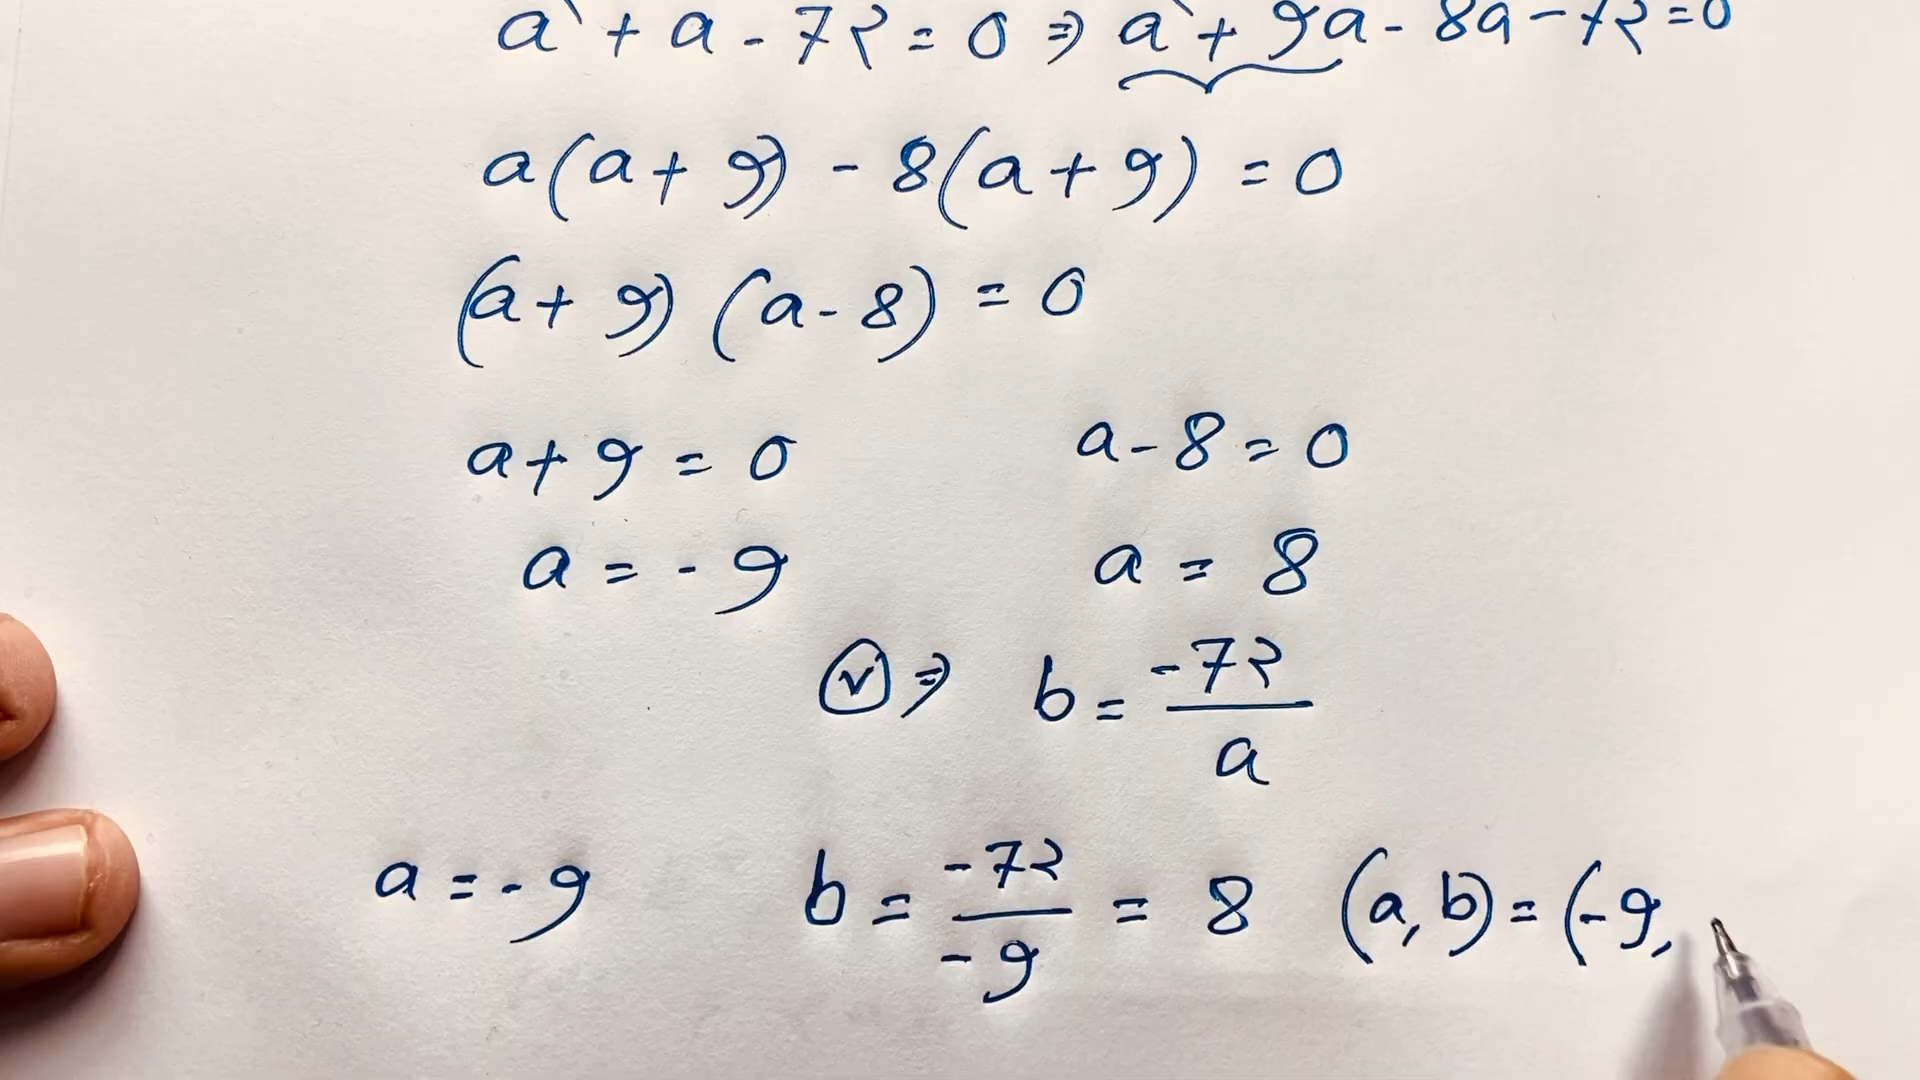 a² + a - 72 = 0 ⇒ a² + 9a - 8a - 72 = 0
a(a + 9) - 8(a + 9) = 0
(a + 9) (a - 8) = 0
a + 9 = 0 a - 8 = 0
a = - 9 a = 8
(v) ⇒ b = -72/a
a = - 9 b = -72/-9 = 8 (a, b) = (-9,